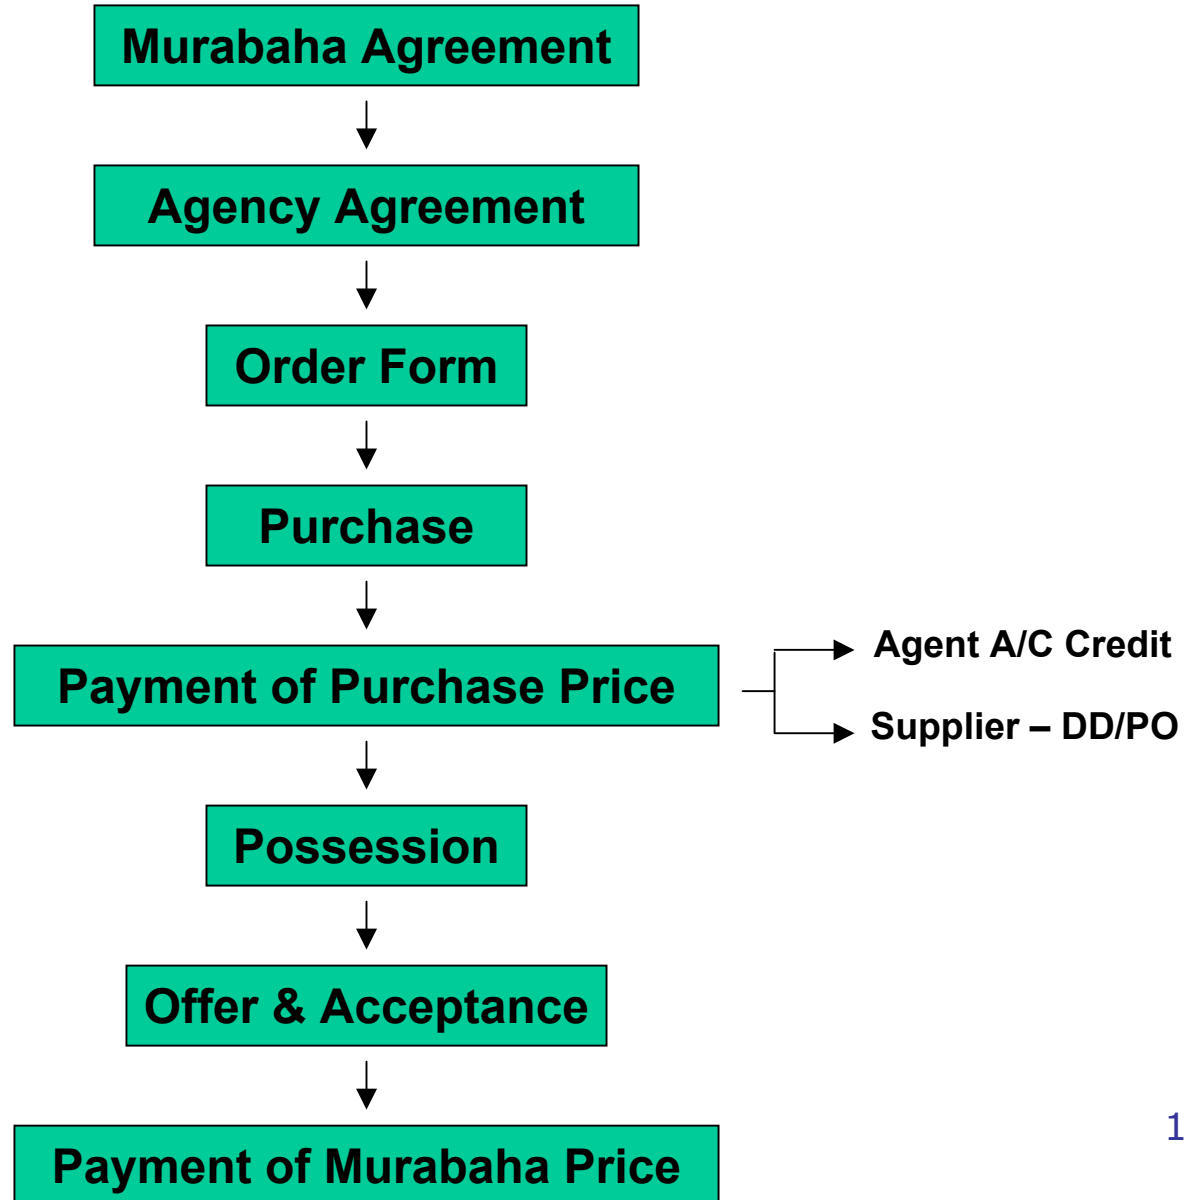 Murabaha Agreement
Agency Agreement
Order Form
Purchase
Payment of Purchase Price
Agent A/C Credit
Supplier – DD/PO
Possession
Offer & Acceptance
Payment of Murabaha Price
1